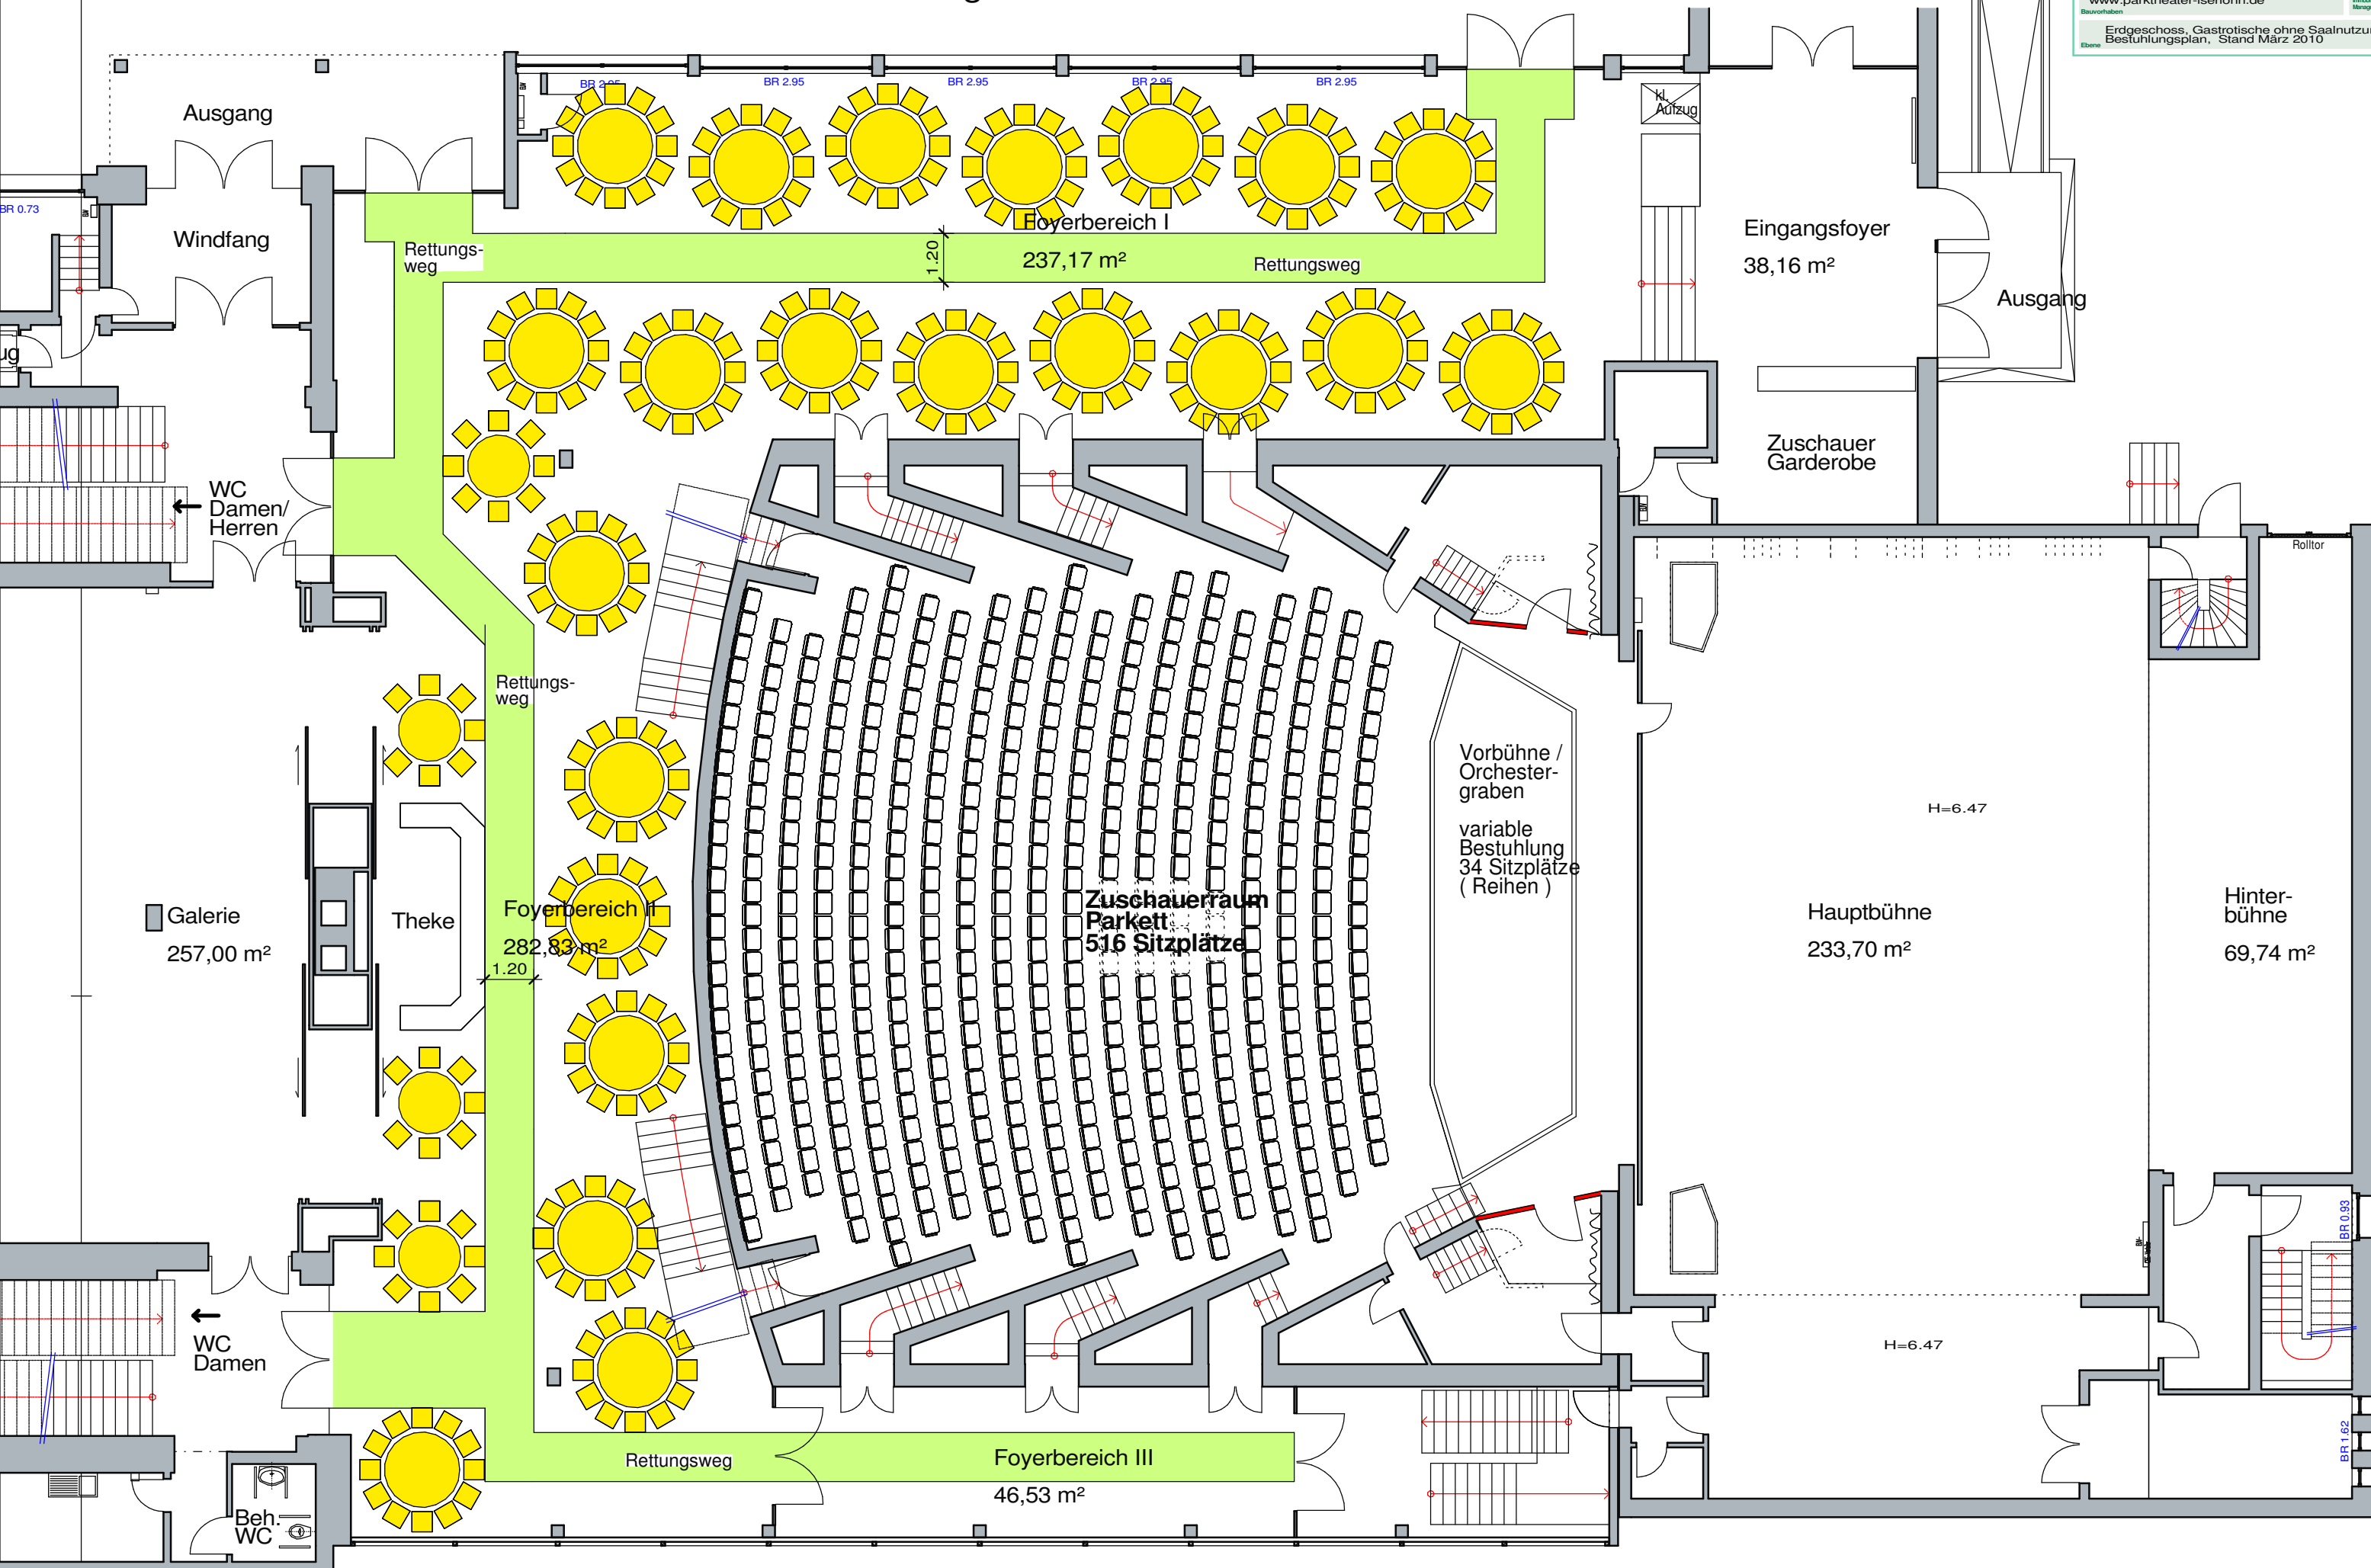 www.parktheater-iserlohn.de
Bauvorhaben
Erdgeschoss, Gastrotische ohne Saalnutzu
Bestuhlungsplan, Stand März 2010
Ebene
BR 2.95
BR 2.95
BR 2.95
BR 2.95
BR 2.95
Ausgang
kl.
Aufzug
BR 0.73
Windfang
Rettungs-
weg
1.20
Foyerbereich I
237,17 m²
Rettungsweg
Eingangsfoyer
38,16 m²
Ausgang
ug
Zuschauer
Garderobe
WC
Damen/
Herren
Rolltor
Rettungs-
weg
Vorbühne /
Orchester-
graben
variable
Bestuhlung
34 Sitzplätze
( Reihen )
H=6.47
Galerie
257,00 m²
Theke
Foyerbereich II
282,83 m²
1.20
Zuschauerraum
Parkett
516 Sitzplätze
Hauptbühne
233,70 m²
Hinter-
bühne
69,74 m²
BR 0.93
WC
Damen
H=6.47
Rettungsweg
Foyerbereich III
46,53 m²
BR 1.62
Beh.
WC